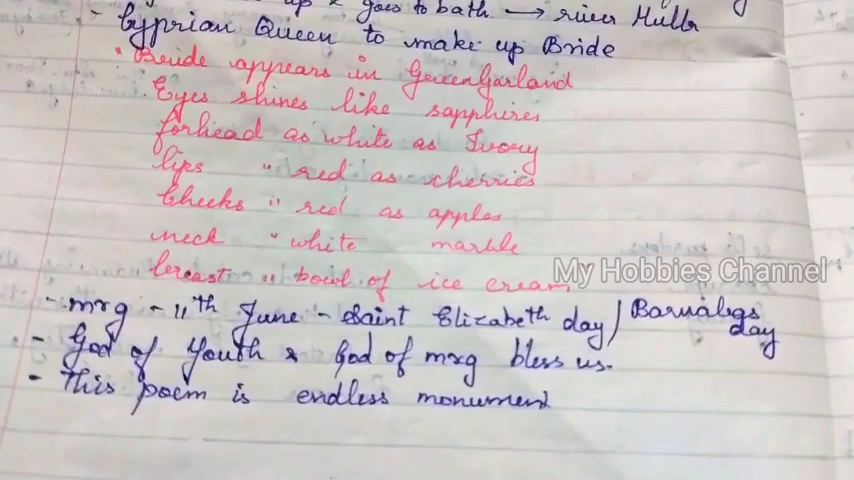 up & goes to bath → river Mulla
- Cyprian Queen to make up Bride
Bride appears in Green Garland
Eyes shines like sapphires
forhead as white as Ivory
lips " red as cherries
Cheeks " red as apples
neck " white marble
breast " bowl of ice cream
My Hobbies Channel
- mrg - 11th June - Saint Elizabeth day / Barnabas day
- God of Youth & God of mrg bless us.
- This poem is endless monument